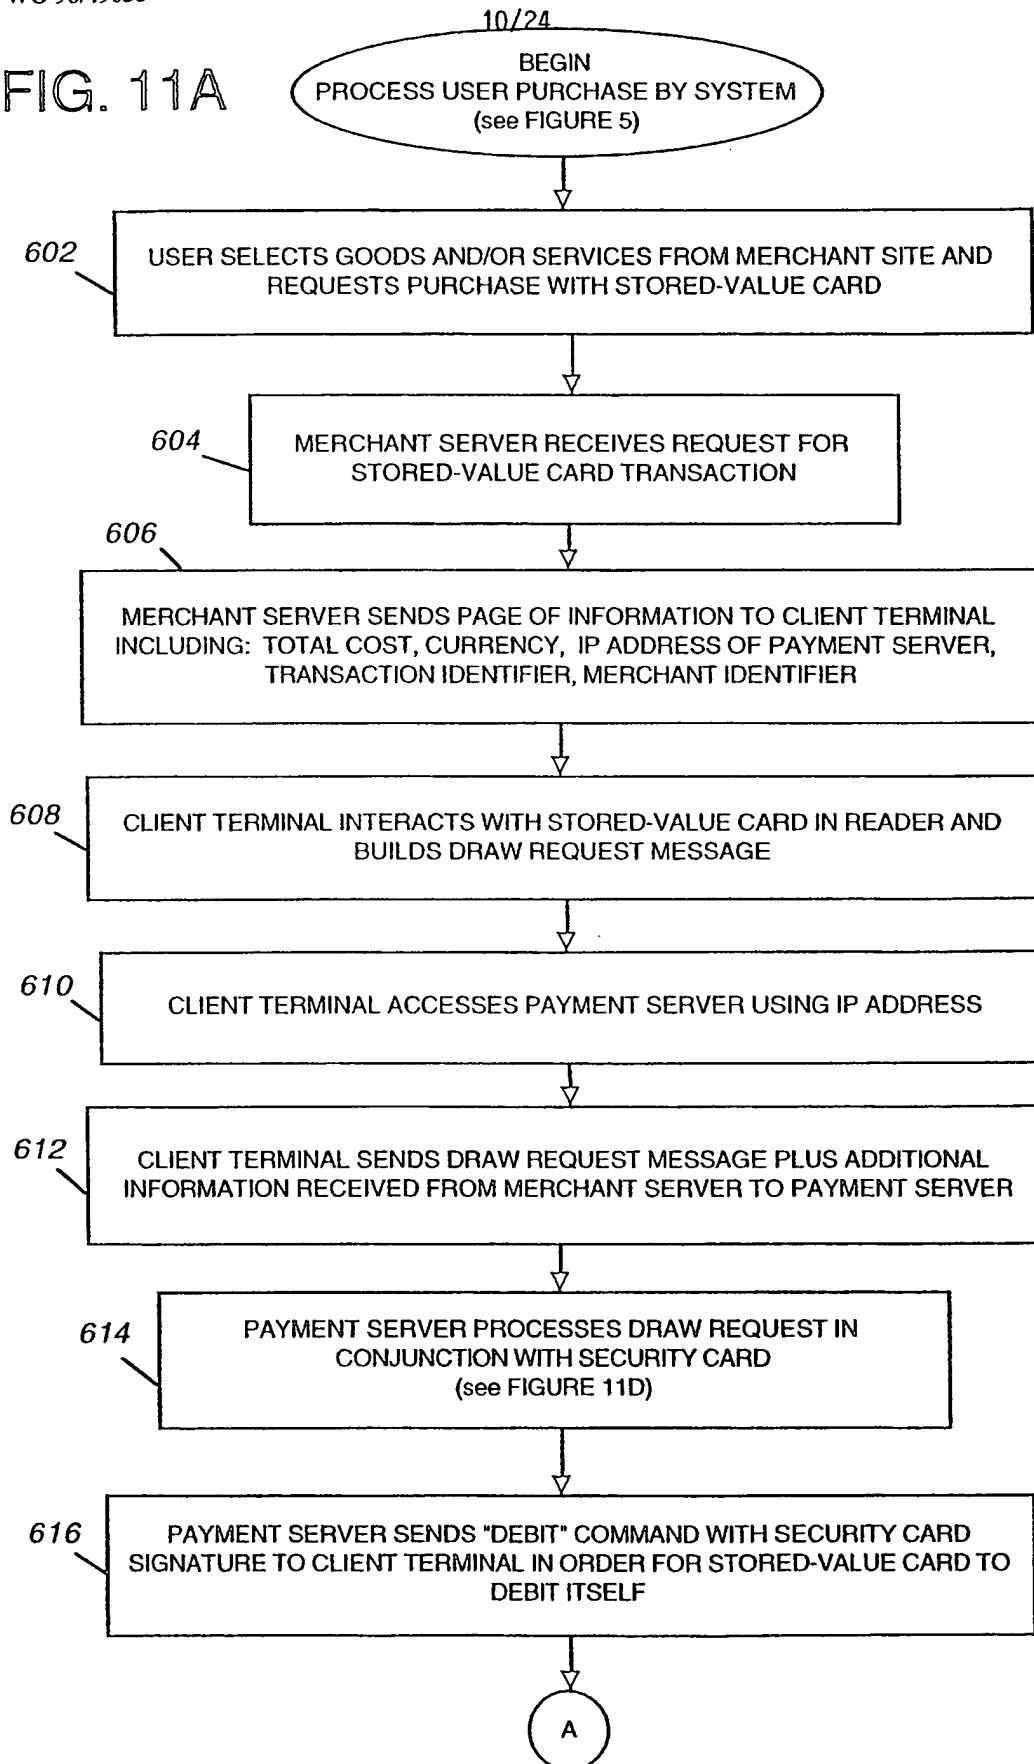 10/24
FIG. 11A
BEGIN
PROCESS USER PURCHASE BY SYSTEM
(see FIGURE 5)
602
USER SELECTS GOODS AND/OR SERVICES FROM MERCHANT SITE AND
REQUESTS PURCHASE WITH STORED-VALUE CARD
604
MERCHANT SERVER RECEIVES REQUEST FOR
STORED-VALUE CARD TRANSACTION
606
MERCHANT SERVER SENDS PAGE OF INFORMATION TO CLIENT TERMINAL
INCLUDING: TOTAL COST, CURRENCY, IP ADDRESS OF PAYMENT SERVER,
TRANSACTION IDENTIFIER, MERCHANT IDENTIFIER
608
CLIENT TERMINAL INTERACTS WITH STORED-VALUE CARD IN READER AND
BUILDS DRAW REQUEST MESSAGE
610
CLIENT TERMINAL ACCESSES PAYMENT SERVER USING IP ADDRESS
612
CLIENT TERMINAL SENDS DRAW REQUEST MESSAGE PLUS ADDITIONAL
INFORMATION RECEIVED FROM MERCHANT SERVER TO PAYMENT SERVER
614
PAYMENT SERVER PROCESSES DRAW REQUEST IN
CONJUNCTION WITH SECURITY CARD
(see FIGURE 11D)
616
PAYMENT SERVER SENDS "DEBIT" COMMAND WITH SECURITY CARD
SIGNATURE TO CLIENT TERMINAL IN ORDER FOR STORED-VALUE CARD TO
DEBIT ITSELF
A